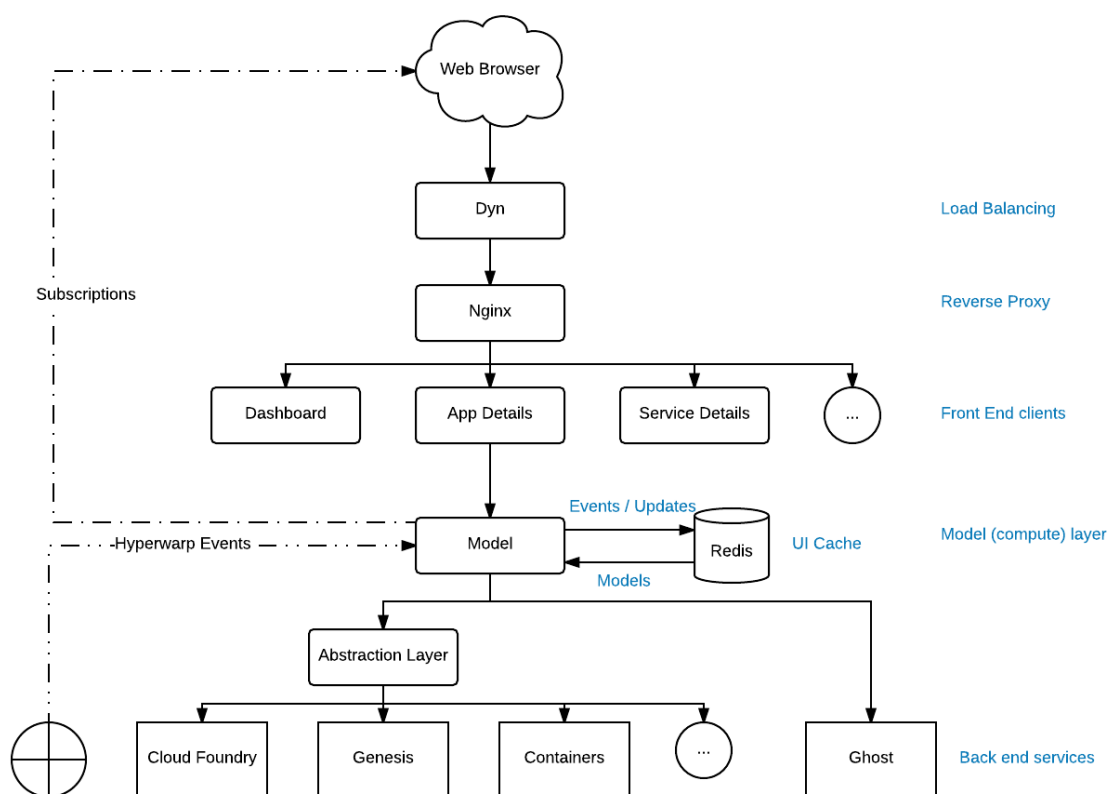 Web Browser
Dyn
Load Balancing
Subscriptions
Nginx
Reverse Proxy
Dashboard
App Details
Service Details
...
Front End clients
Events / Updates
Hyperwarp Events
Model
Redis
UI Cache
Model (compute) layer
Models
Abstraction Layer
Cloud Foundry
Genesis
Containers
...
Ghost
Back end services